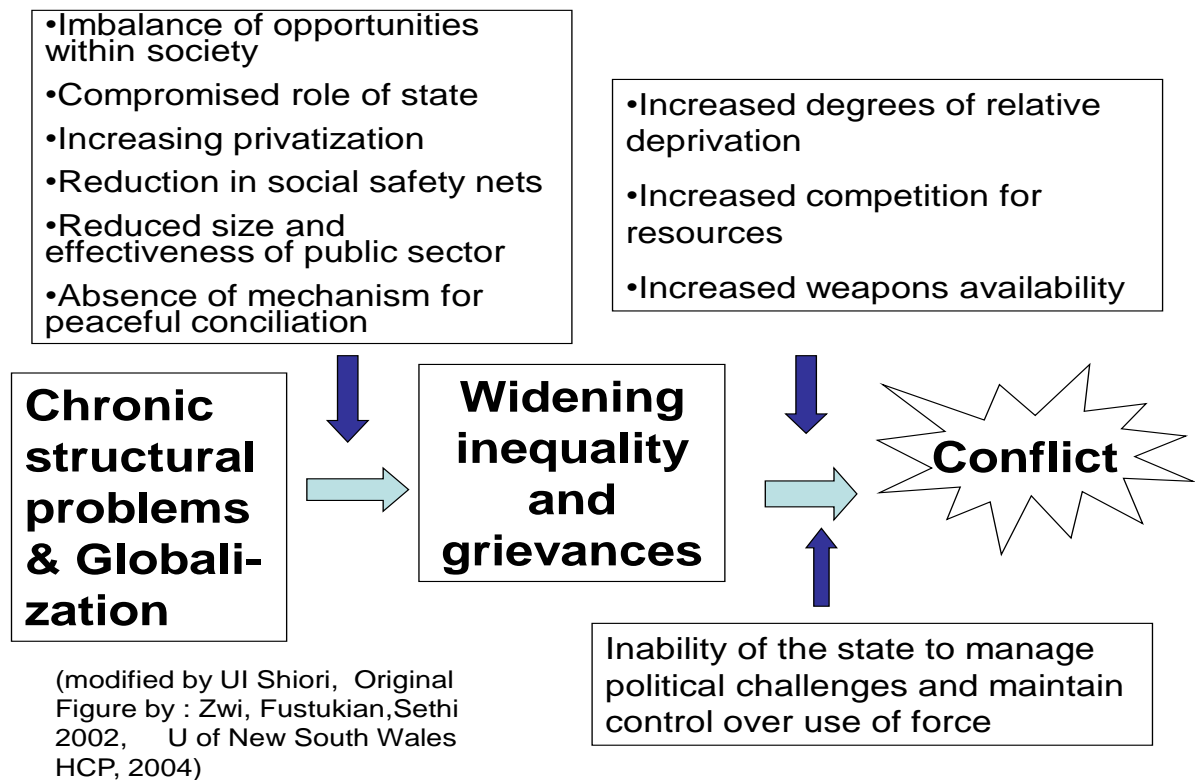 •Imbalance of opportunities
within society
•Compromised role of state
•Increasing privatization
•Reduction in social safety nets
•Reduced size and
effectiveness of public sector
•Absence of mechanism for
peaceful conciliation
•Increased degrees of relative
deprivation
•Increased competition for
resources
•Increased weapons availability
Chronic
structural
problems
& Globali-
zation
Widening
inequality
and
grievances
Conflict
Inability of the state to manage
political challenges and maintain
control over use of force
(modified by UI Shiori, Original
Figure by : Zwi, Fustukian,Sethi
2002, U of New South Wales
HCP, 2004)